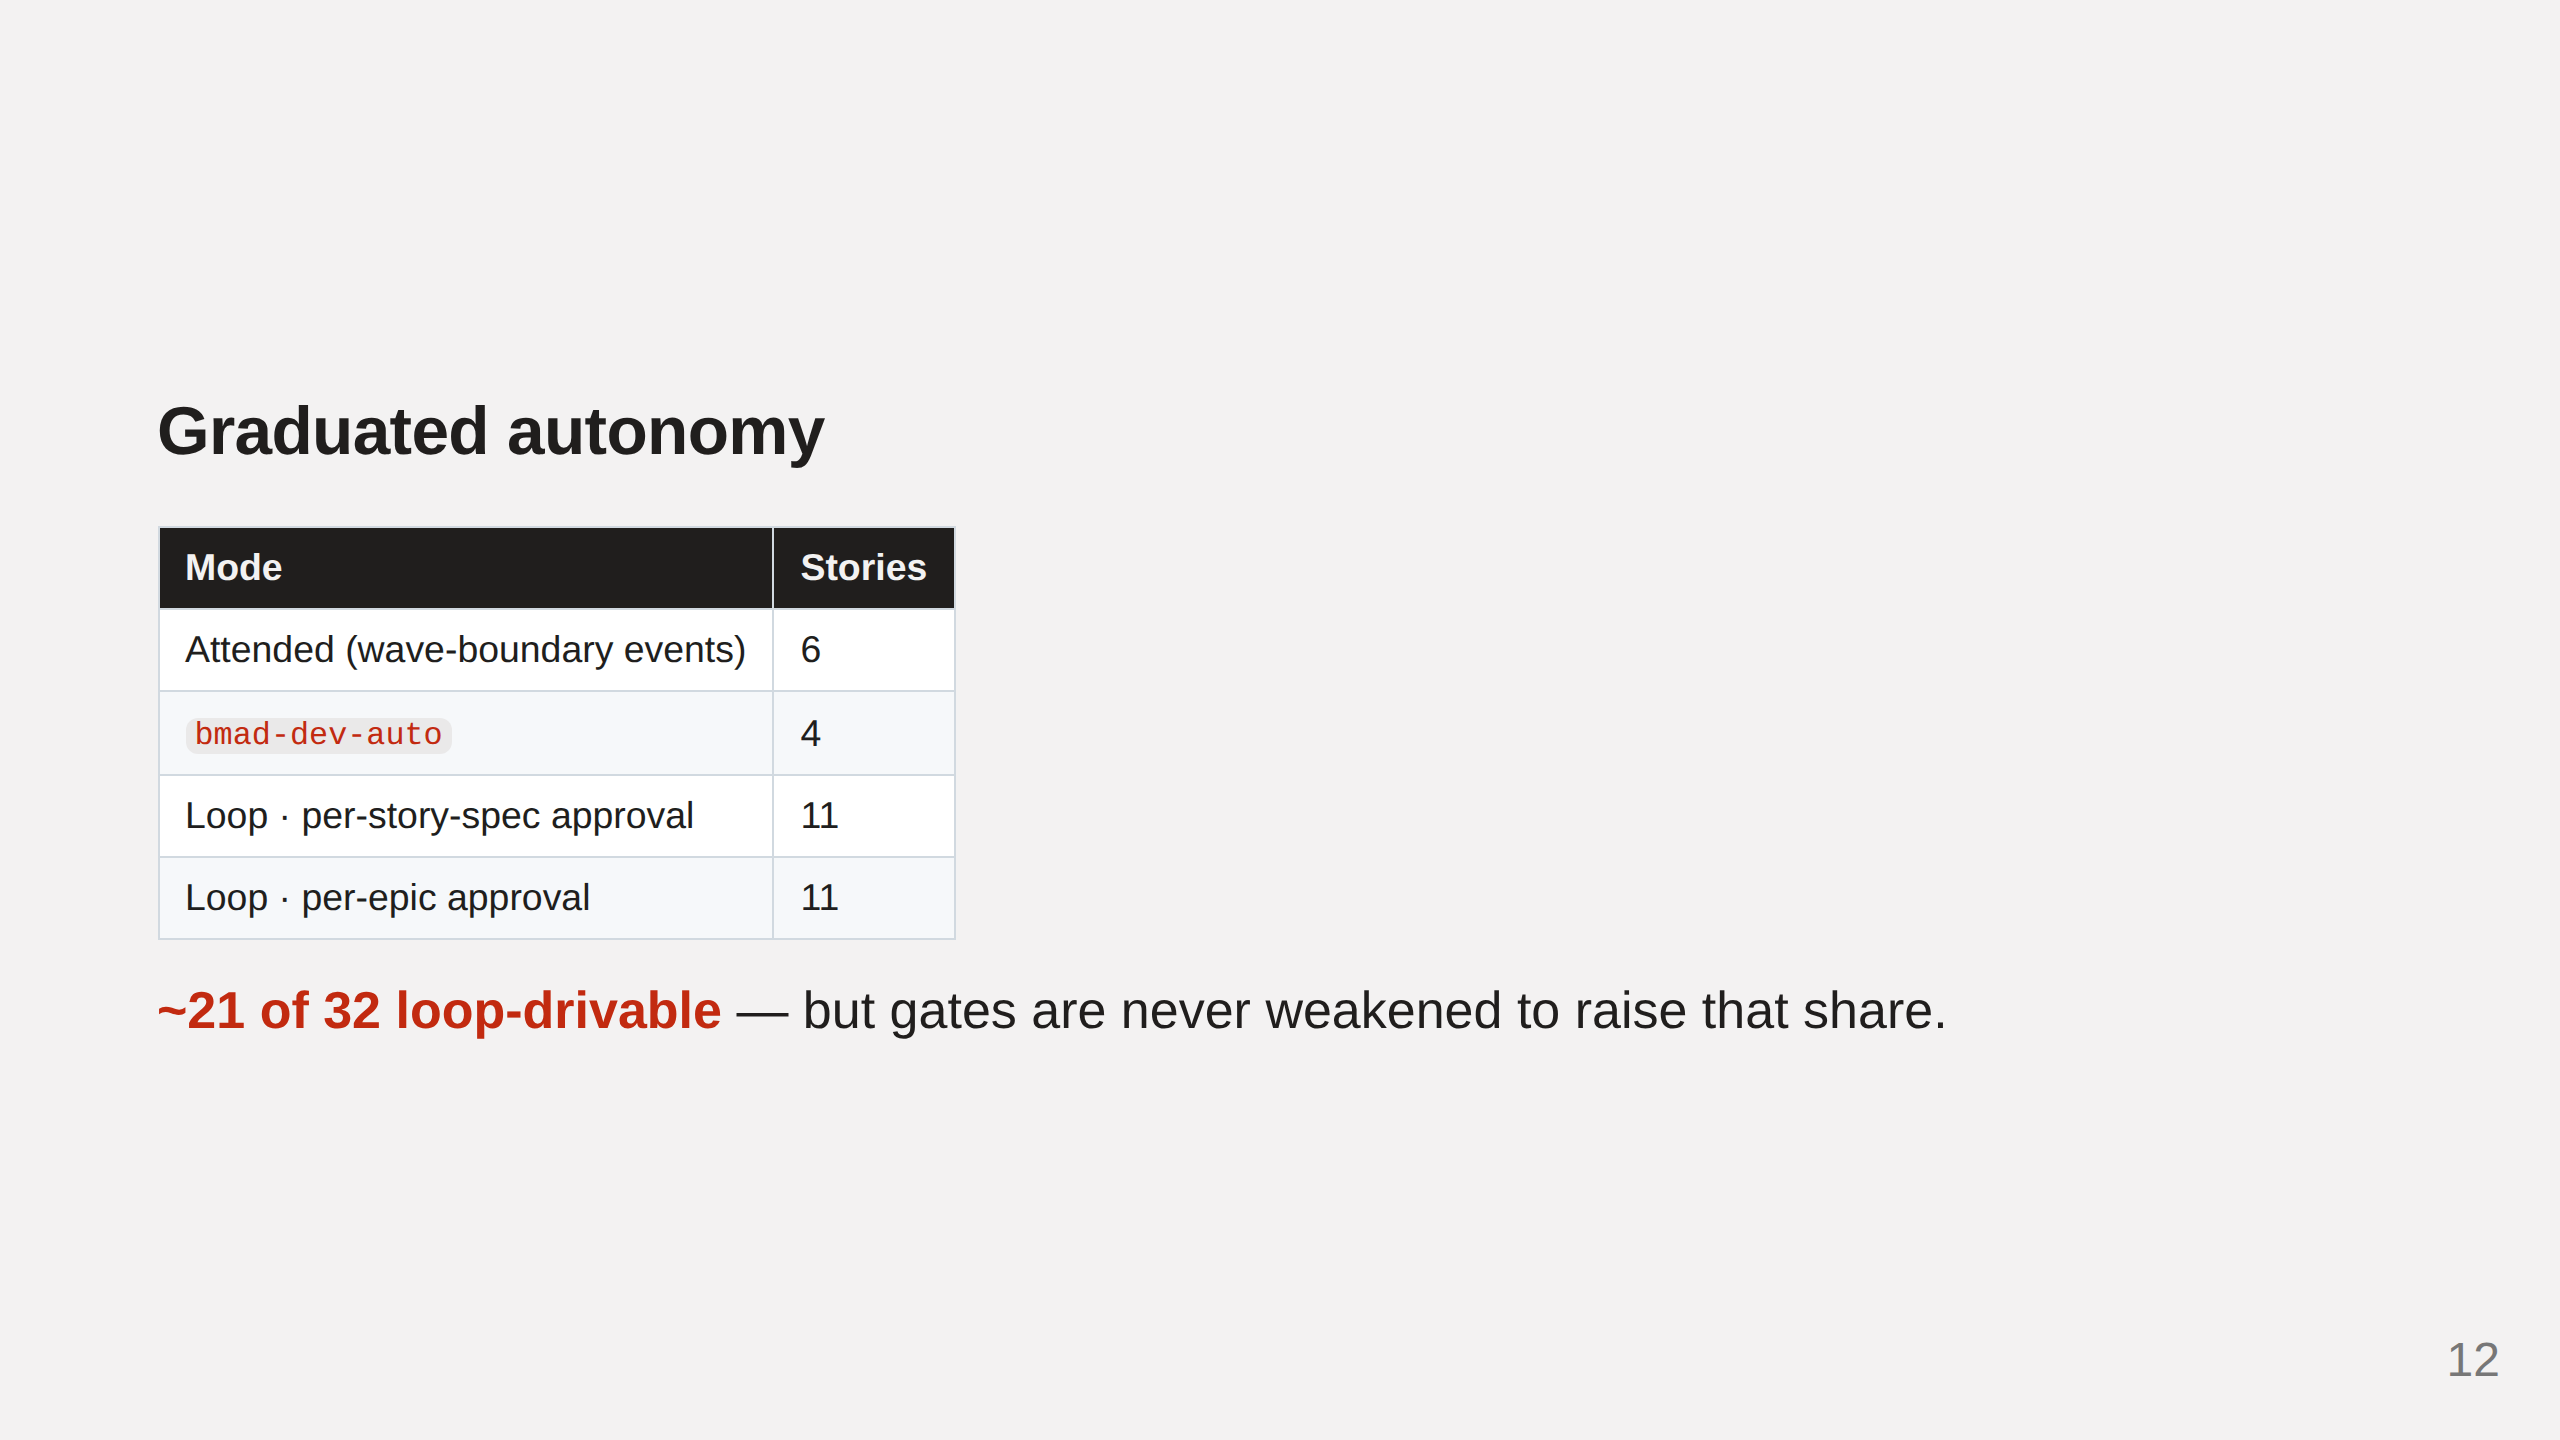 Graduated autonomy
Mode Stories
Attended (wave-boundary events) 6
bmad-dev-auto 4
Loop · per-story-spec approval 11
Loop · per-epic approval 11
~21 of 32 loop-drivable — but gates are never weakened to raise that share.
12